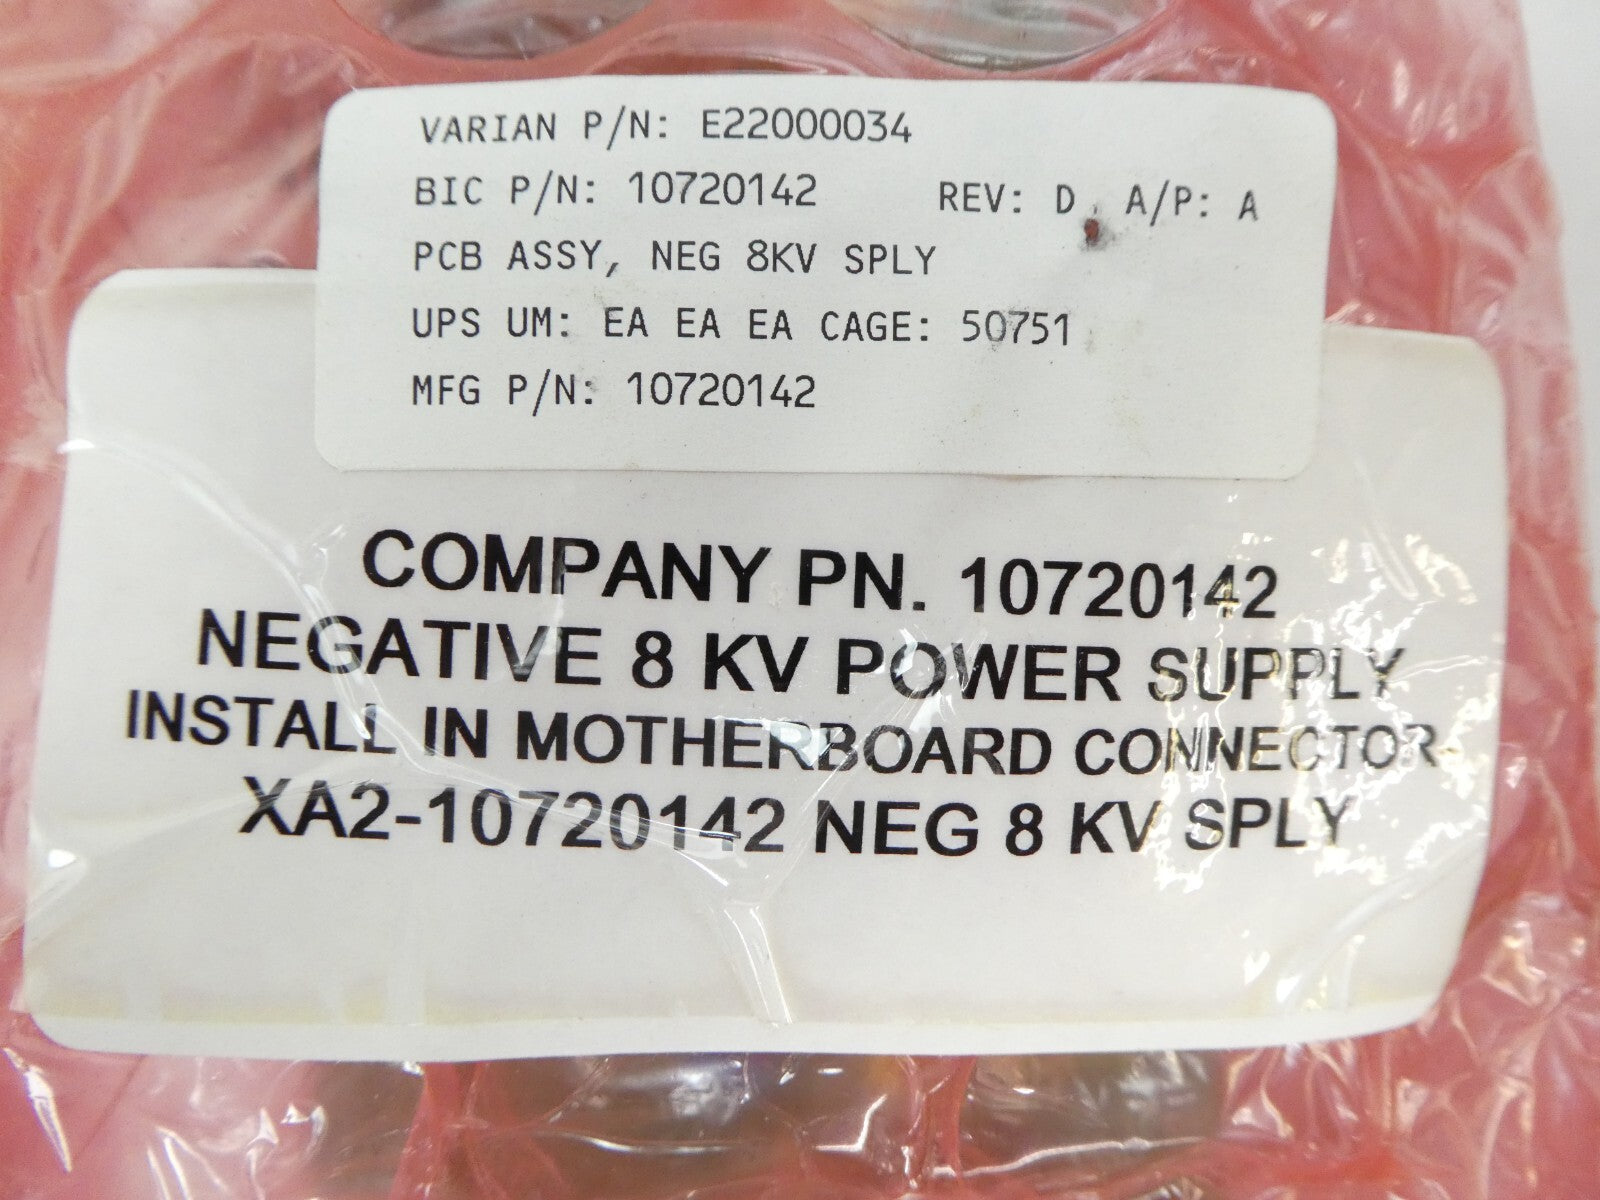 VARIAN P/N: E22000034
BIC P/N: 10720142 REV: D A/P: A
PCB ASSY, NEG 8KV SPLY
UPS UM: EA EA EA CAGE: 50751
MFG P/N: 10720142
COMPANY PN. 10720142
NEGATIVE 8 KV POWER SUPPLY
INSTALL IN MOTHERBOARD CONNECTOR
XA2-10720142 NEG 8 KV SPLY